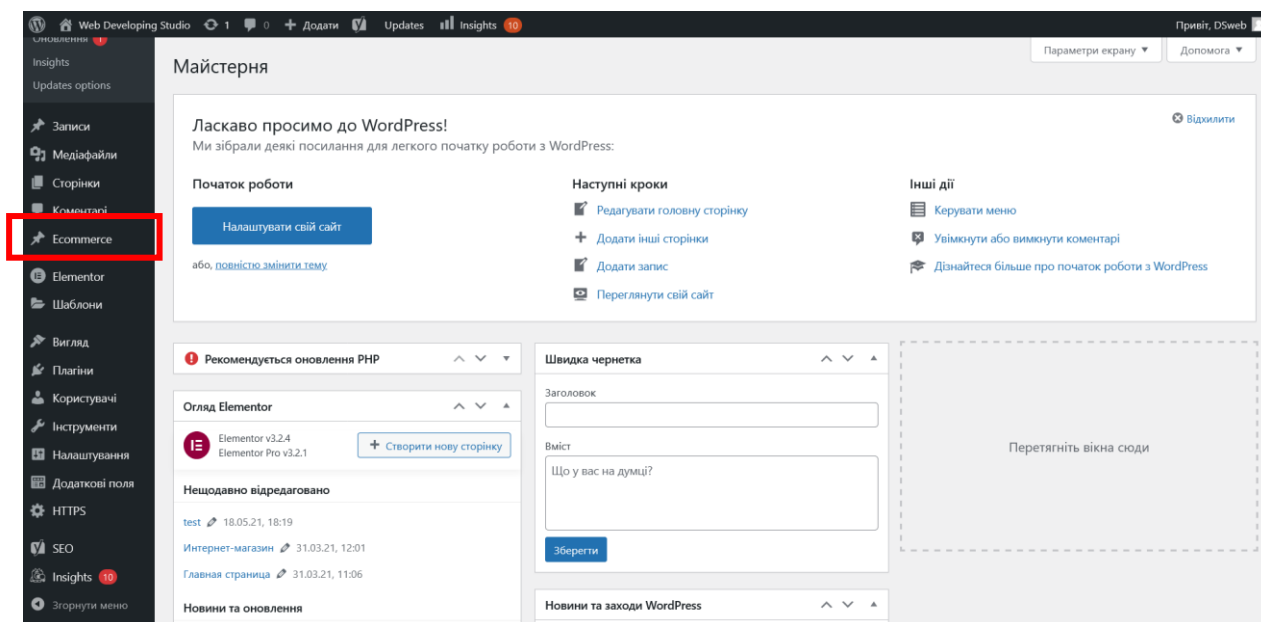 Web Developing Studio 1 0 Додати Updates Insights 10 Привіт, DSweb
Оновлення 1
Insights
Updates options
Записи
Медіафайли
Сторінки
Коментарі
Ecommerce
Elementor
Шаблони
Вигляд
Плагіни
Користувачі
Інструменти
Налаштування
Додаткові поля
HTTPS
SEO
Insights 10
Згорнути меню
Параметри екрану Допомога
Майстерня
Ласкаво просимо до WordPress!
Відхилити
Ми зібрали деякі посилання для легкого початку роботи з WordPress:
Початок роботи
Налаштувати свій сайт
або, повністю змінити тему
Наступні кроки
Редагувати головну сторінку
Додати інші сторінки
Додати запис
Переглянути свій сайт
Інші дії
Керувати меню
Увімкнути або вимкнути коментарі
Дізнайтеся більше про початок роботи з WordPress
Рекомендується оновлення PHP
Огляд Elementor
Elementor v3.2.4
Elementor Pro v3.2.1
Створити нову сторінку
Нещодавно відредаговано
test 18.05.21, 18:19
Интернет-магазин 31.03.21, 12:01
Главная страница 31.03.21, 11:06
Новини та оновлення
Швидка чернетка
Заголовок
Вміст
Що у вас на думці?
Зберегти
Новини та заходи WordPress
Перетягніть вікна сюди